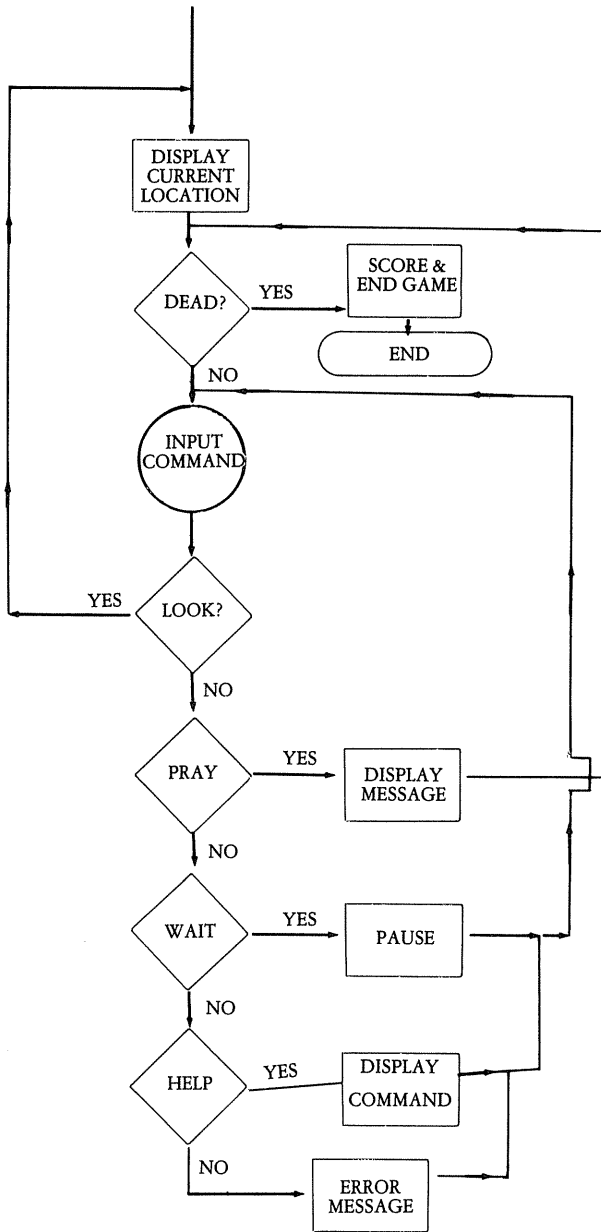 DISPLAY
CURRENT
LOCATION
DEAD?
YES
SCORE &
END GAME
END
NO
INPUT
COMMAND
YES
LOOK?
NO
PRAY
YES
DISPLAY
MESSAGE
NO
WAIT
YES
PAUSE
NO
HELP
YES
DISPLAY
COMMAND
NO
ERROR
MESSAGE